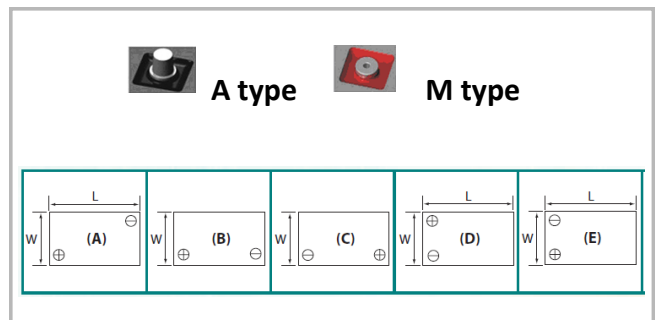 A type M type
L L L
W (A) W (B) W (C) W (D) W (E)
⊖ ⊕
⊕ ⊖
⊖ ⊕
⊕ ⊖
⊖ ⊕